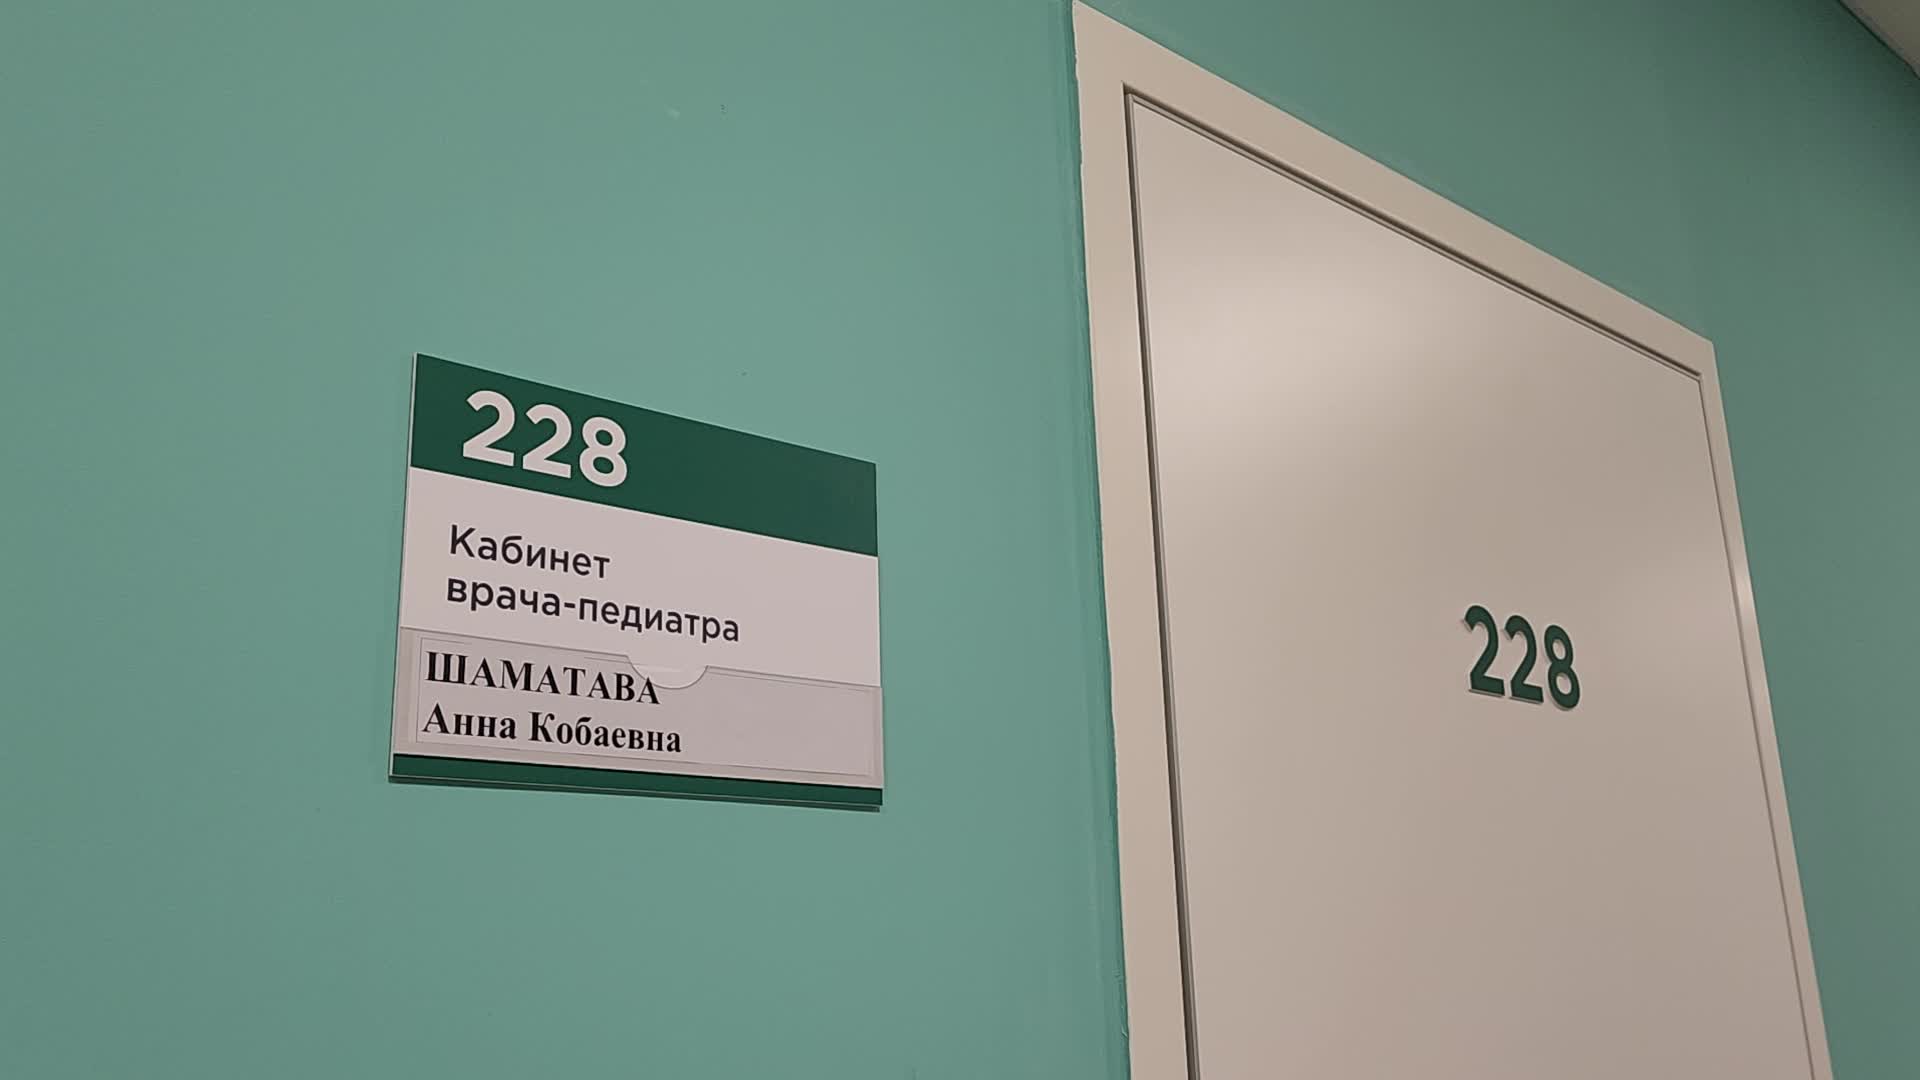 228
Кабинет
врача-педиатра
ШАМАТАВА
Анна Кобаевна
228